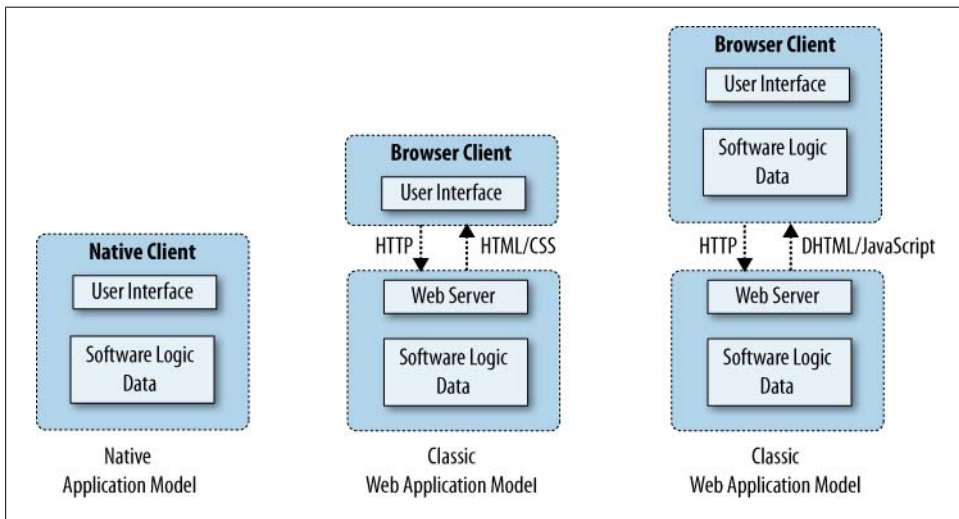 Native Client
User Interface
Software Logic
Data
Native
Application Model
Browser Client
User Interface
HTTP
HTML/CSS
Web Server
Software Logic
Data
Classic
Web Application Model
Browser Client
User Interface
Software Logic
Data
HTTP
DHTML/JavaScript
Web Server
Software Logic
Data
Classic
Web Application Model